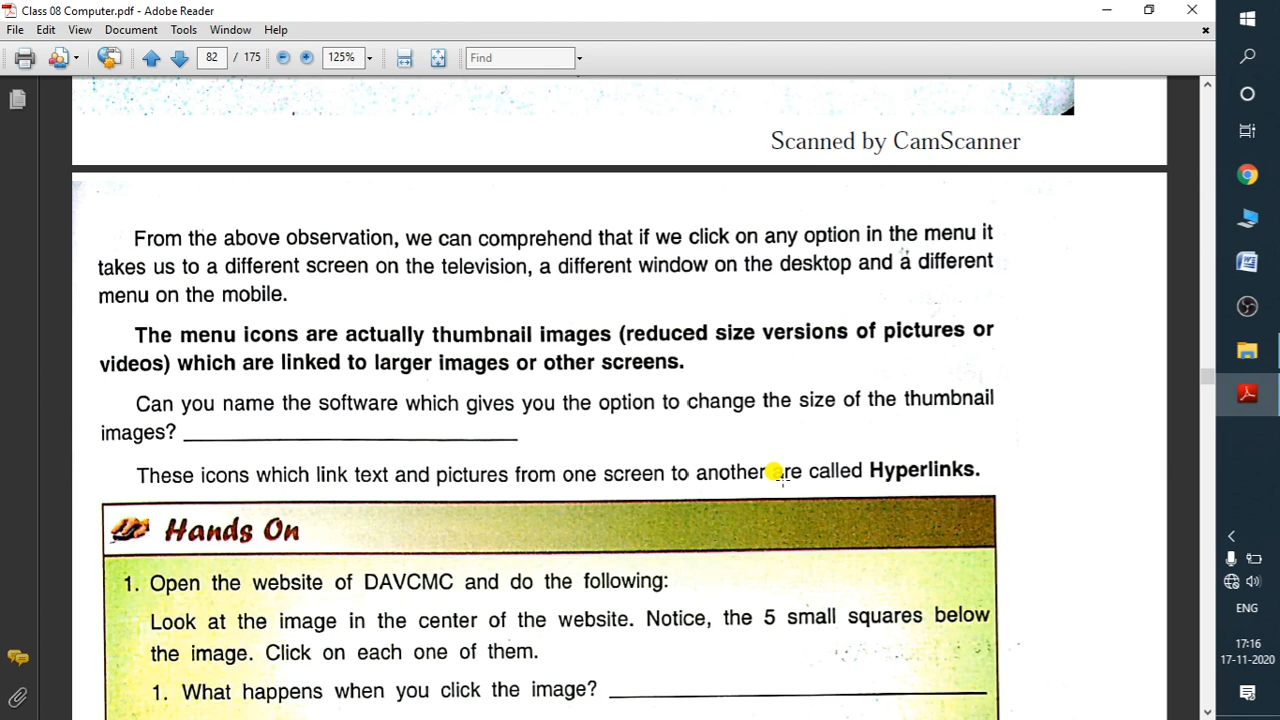 Class 08 Computer.pdf - Adobe Reader
File Edit View Document Tools Window Help
82 / 175 125% Find
Scanned by CamScanner
From the above observation, we can comprehend that if we click on any option in the menu it
takes us to a different screen on the television, a different window on the desktop and a different
menu on the mobile.
The menu icons are actually thumbnail images (reduced size versions of pictures or
videos) which are linked to larger images or other screens.
Can you name the software which gives you the option to change the size of the thumbnail
images?
These icons which link text and pictures from one screen to another are called Hyperlinks.
Hands On
1. Open the website of DAVCMC and do the following:
Look at the image in the center of the website. Notice, the 5 small squares below
the image. Click on each one of them.
1. What happens when you click the image?
ENG
17:16
17-11-2020